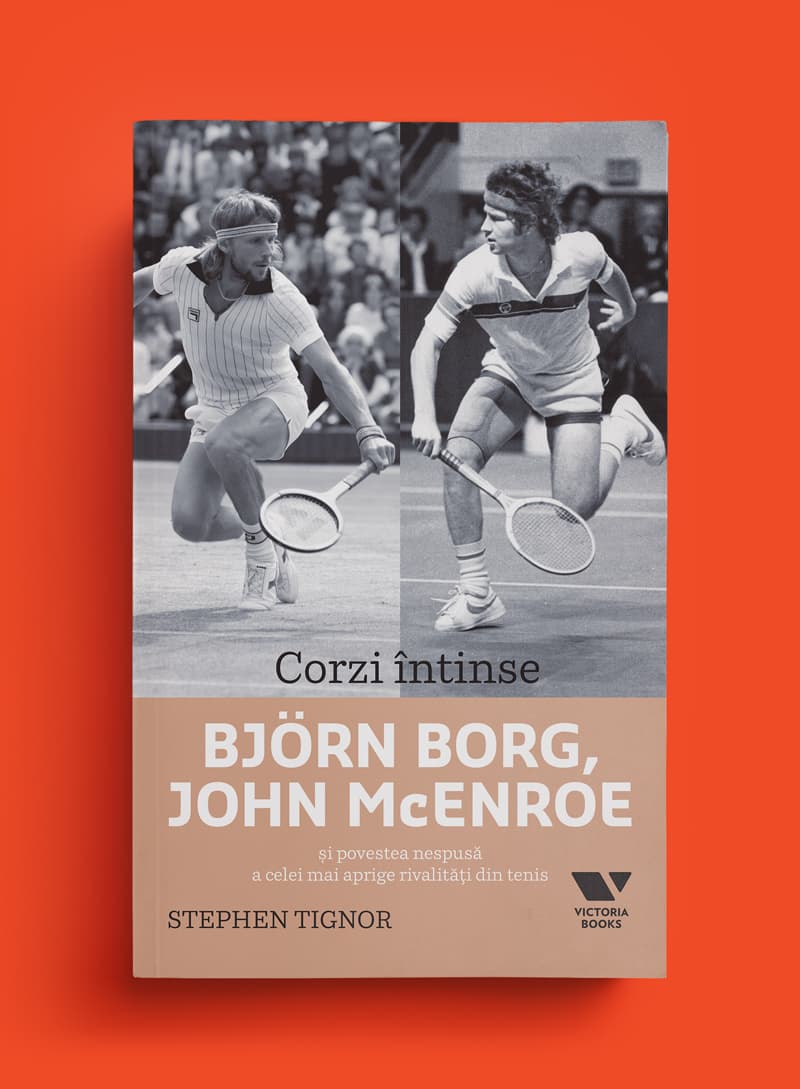 Corzi întinse
BJÖRN BORG,
JOHN McENROE
și povestea nespusă
a celei mai aprige rivalități din tenis
STEPHEN TIGNOR
VICTORIA
BOOKS